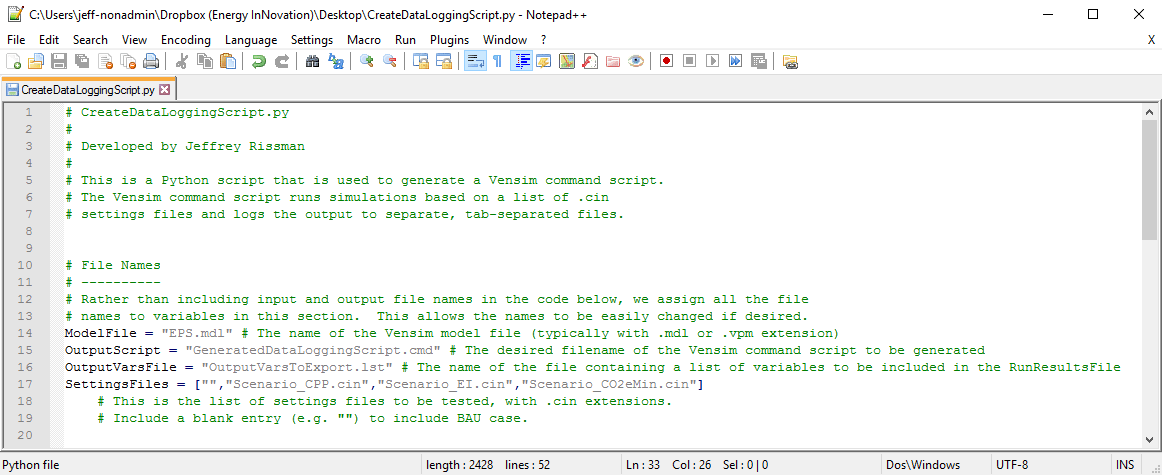 C:\Users\jeff-nonadmin\Dropbox (Energy InNovation)\Desktop\CreateDataLoggingScript.py - Notepad++
File Edit Search View Encoding Language Settings Macro Run Plugins Window ? X
CreateDataLoggingScript.py
1 # CreateDataLoggingScript.py
2 #
3 # Developed by Jeffrey Rissman
4 #
5 # This is a Python script that is used to generate a Vensim command script.
6 # The Vensim command script runs simulations based on a list of .cin
7 # settings files and logs the output to separate, tab-separated files.
8
9
10 # File Names
11 # ----------
12 # Rather than including input and output file names in the code below, we assign all the file
13 # names to variables in this section.  This allows the names to be easily changed if desired.
14 ModelFile = "EPS.mdl" # The name of the Vensim model file (typically with .mdl or .vpm extension)
15 OutputScript = "GeneratedDataLoggingScript.cmd" # The desired filename of the Vensim command script to be generated
16 OutputVarsFile = "OutputVarsToExport.lst" # The name of the file containing a list of variables to be included in the RunResultsFile
17 SettingsFiles = ["","Scenario_CPP.cin","Scenario_EI.cin","Scenario_CO2eMin.cin"]
18     # This is the list of settings files to be tested, with .cin extensions.
19     # Include a blank entry (e.g. "") to include BAU case.
20
Python file length : 2428 lines : 52 Ln : 33 Col : 26 Sel : 0 | 0 Dos\Windows UTF-8 INS